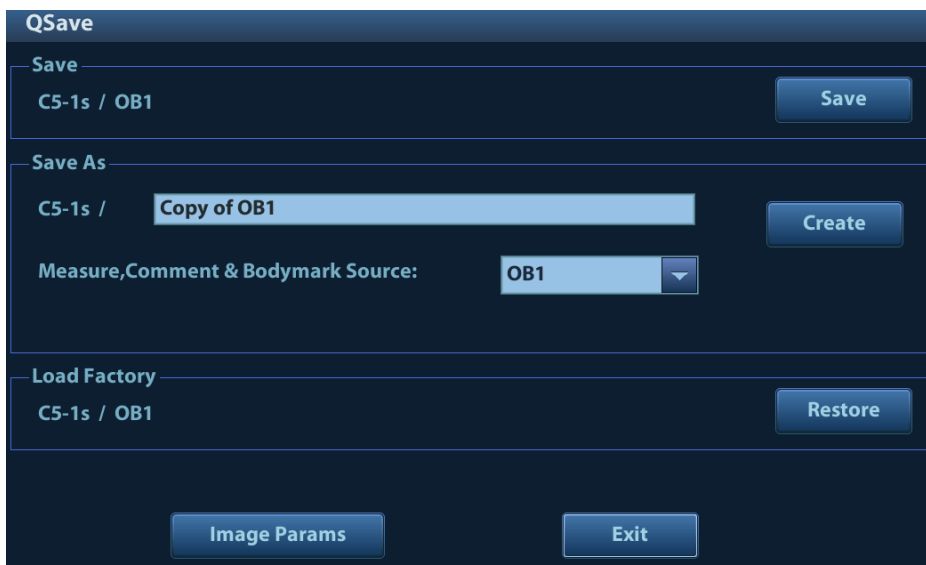 QSave
Save
C5-1s / OB1
Save
Save As
C5-1s /
Copy of OB1
Create
Measure,Comment & Bodymark Source:
OB1
Load Factory
C5-1s / OB1
Restore
Image Params
Exit